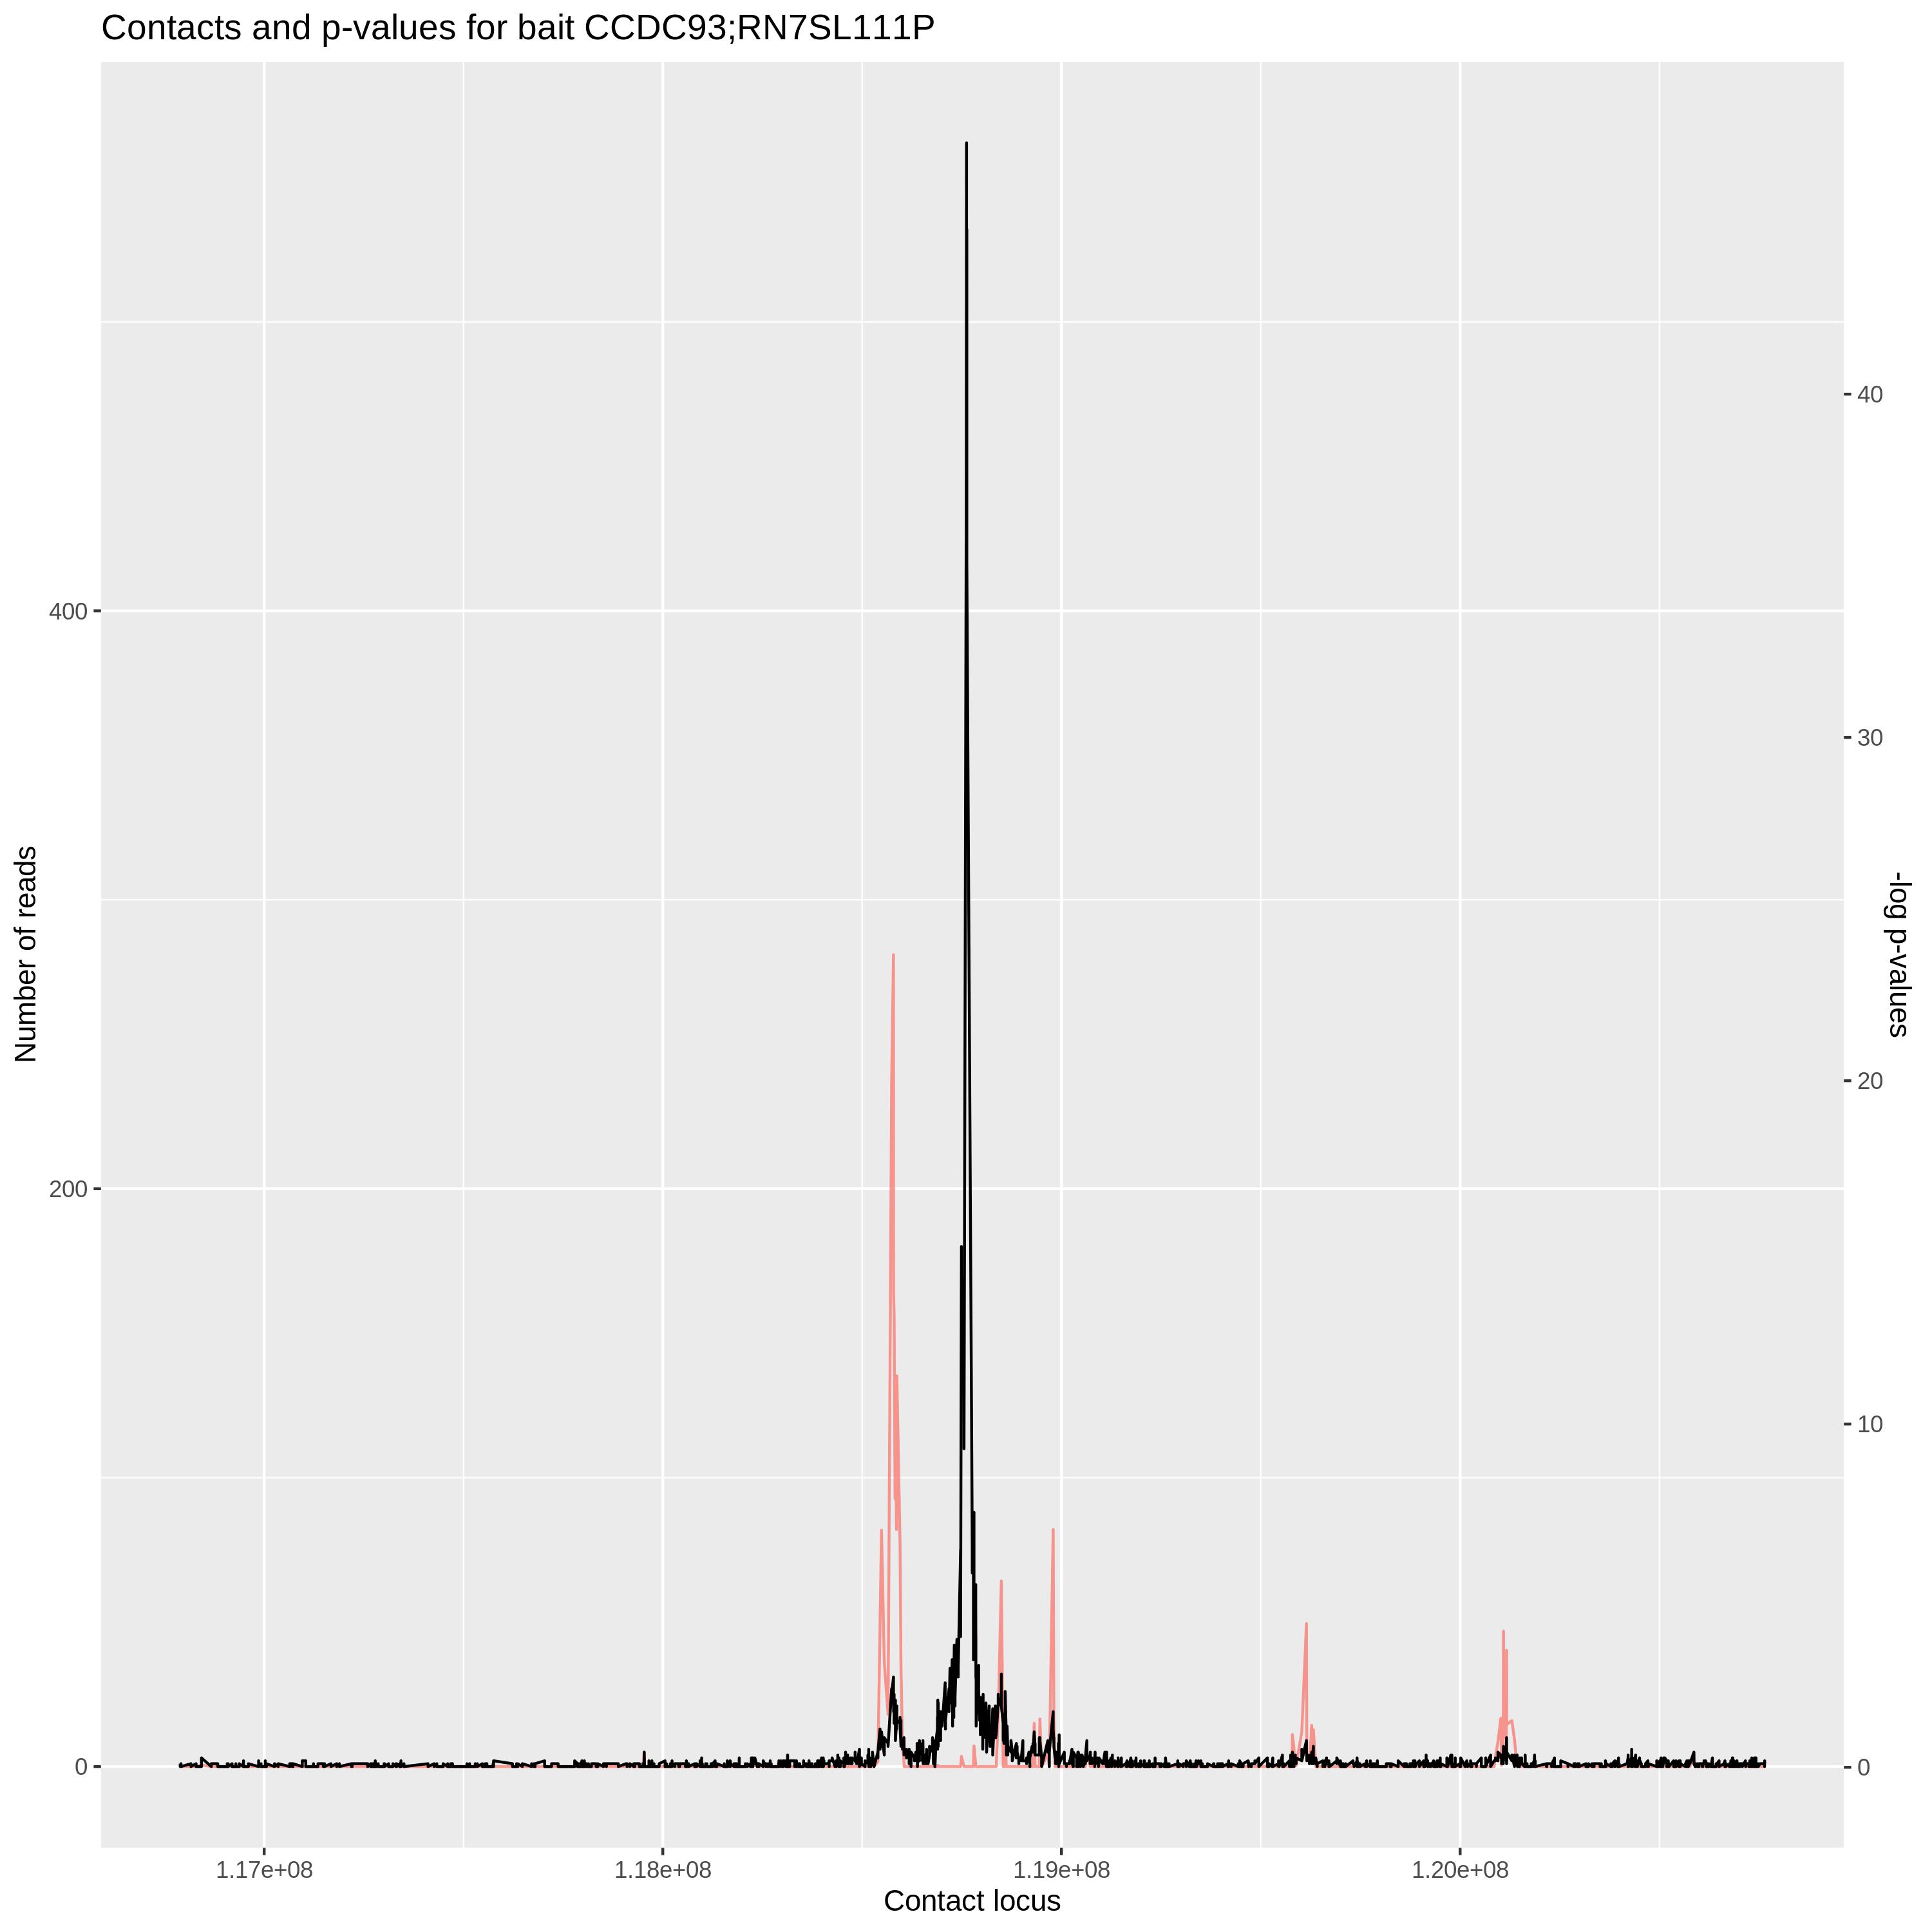 Contacts and p-values for bait CCDC93;RN7SL111P
Number of reads
400
200
0
40
30
20
10
0
-log p-values
1.17e+08
1.18e+08
1.19e+08
1.20e+08
Contact locus